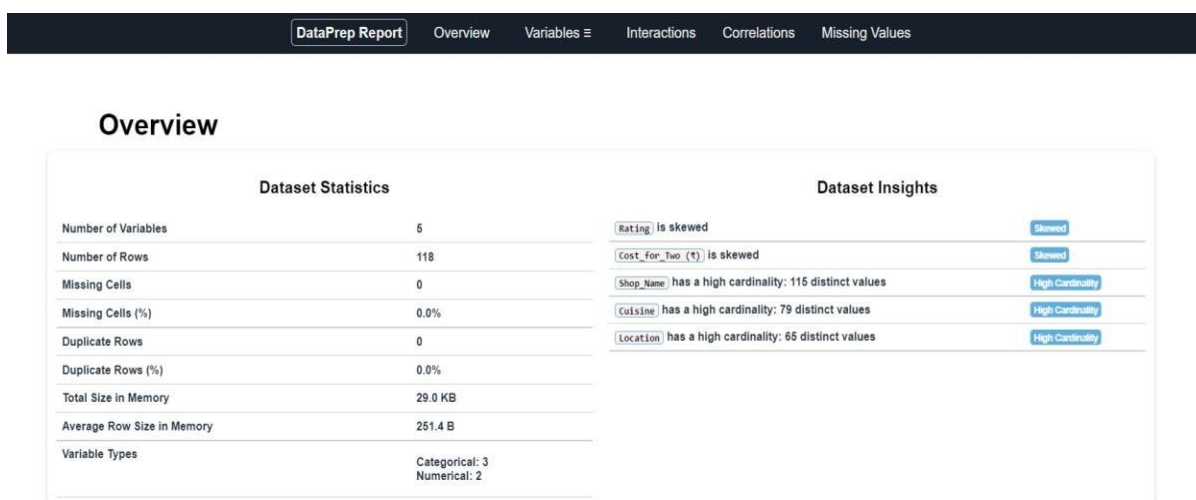 DataPrep Report Overview Variables ≡ Interactions Correlations Missing Values
Overview
Dataset Statistics
Number of Variables 5
Number of Rows 118
Missing Cells 0
Missing Cells (%) 0.0%
Duplicate Rows 0
Duplicate Rows (%) 0.0%
Total Size in Memory 29.0 KB
Average Row Size in Memory 251.4 B
Variable Types Categorical: 3
Numerical: 2
Dataset Insights
Rating is skewed Skewed
Cost_for_Two (₹) is skewed Skewed
Shop_Name has a high cardinality: 115 distinct values High Cardinality
Cuisine has a high cardinality: 79 distinct values High Cardinality
Location has a high cardinality: 65 distinct values High Cardinality